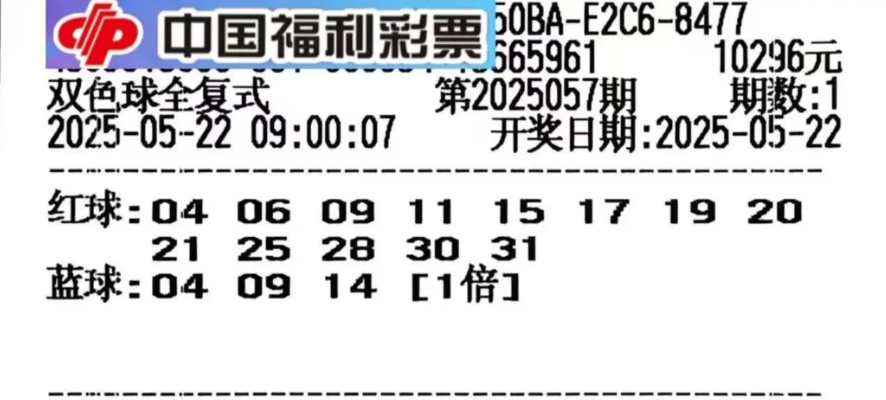 中国福利彩票
50BA-E2C6-8477
665961 10296元
双色球全复式 第2025057期 期数:1
2025-05-22 09:00:07 开奖日期:2025-05-22
红球:04 06 09 11 15 17 19 20
21 25 28 30 31
蓝球:04 09 14 [1倍]